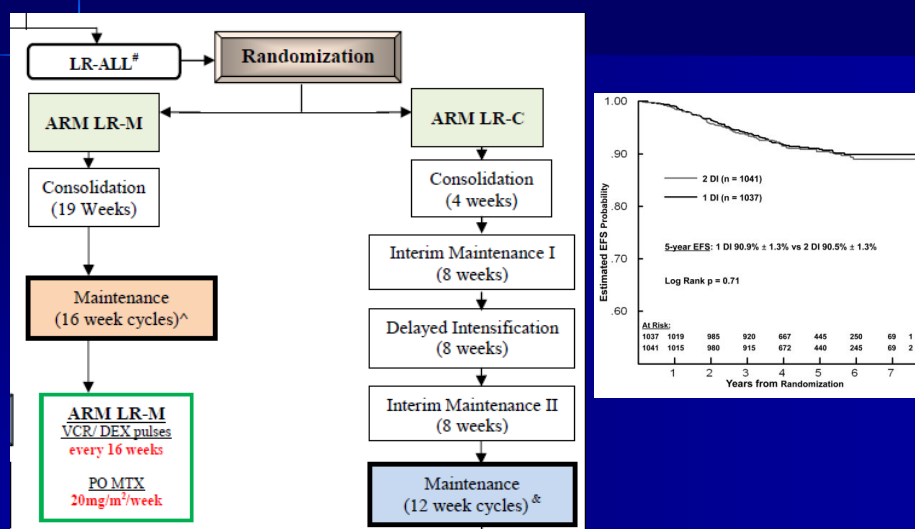 LR-ALL#
Randomization
ARM LR-M
ARM LR-C
Consolidation
(19 Weeks)
Consolidation
(4 weeks)
Interim Maintenance I
(8 weeks)
Maintenance
(16 week cycles)^
Delayed Intensification
(8 weeks)
ARM LR-M
VCR/ DEX pulses
every 16 weeks
PO MTX
20mg/m²/week
Interim Maintenance II
(8 weeks)
Maintenance
(12 week cycles) &
1.00
.90
.80
.70
.60
Estimated EFS Probability
2 DI (n = 1041)
1 DI (n = 1037)
5-year EFS: 1 DI 90.9% ± 1.3% vs 2 DI 90.5% ± 1.3%
Log Rank p = 0.71
At Risk:
1037 1019 985 920 667 445 250 69 1
1041 1015 980 915 672 440 245 69 2
1 2 3 4 5 6 7
Years from Randomization